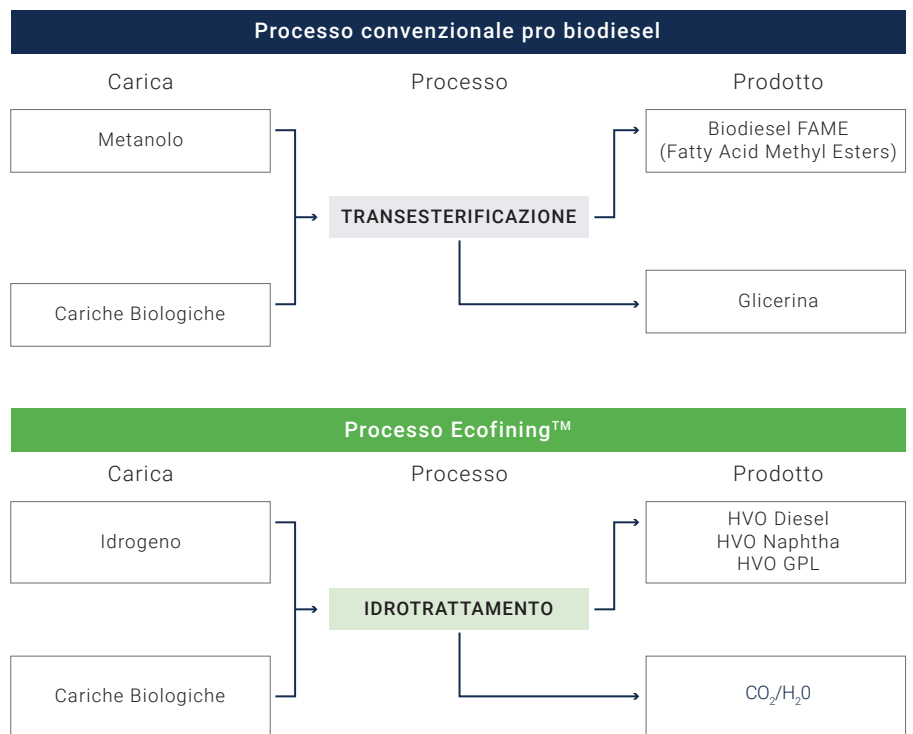 Processo convenzionale pro biodiesel
Carica
Processo
Prodotto
Metanolo
Biodiesel FAME
(Fatty Acid Methyl Esters)
TRANSESTERIFICAZIONE
Cariche Biologiche
Glicerina
Processo Ecofining™
Carica
Processo
Prodotto
Idrogeno
HVO Diesel
HVO Naphtha
HVO GPL
IDROTRATTAMENTO
Cariche Biologiche
CO₂/H₂0